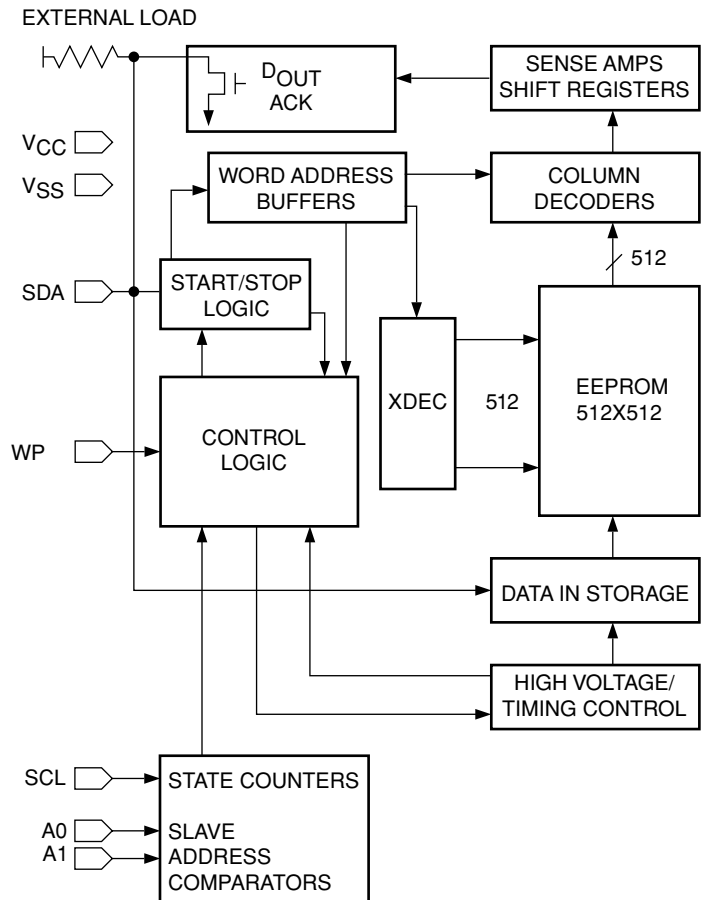 EXTERNAL LOAD
DOUT
ACK
SENSE AMPS
SHIFT REGISTERS
VCC
VSS
WORD ADDRESS
BUFFERS
COLUMN
DECODERS
512
SDA
START/STOP
LOGIC
XDEC
512
EEPROM
512X512
WP
CONTROL
LOGIC
DATA IN STORAGE
HIGH VOLTAGE/
TIMING CONTROL
SCL
STATE COUNTERS
A0
SLAVE
A1
ADDRESS
COMPARATORS